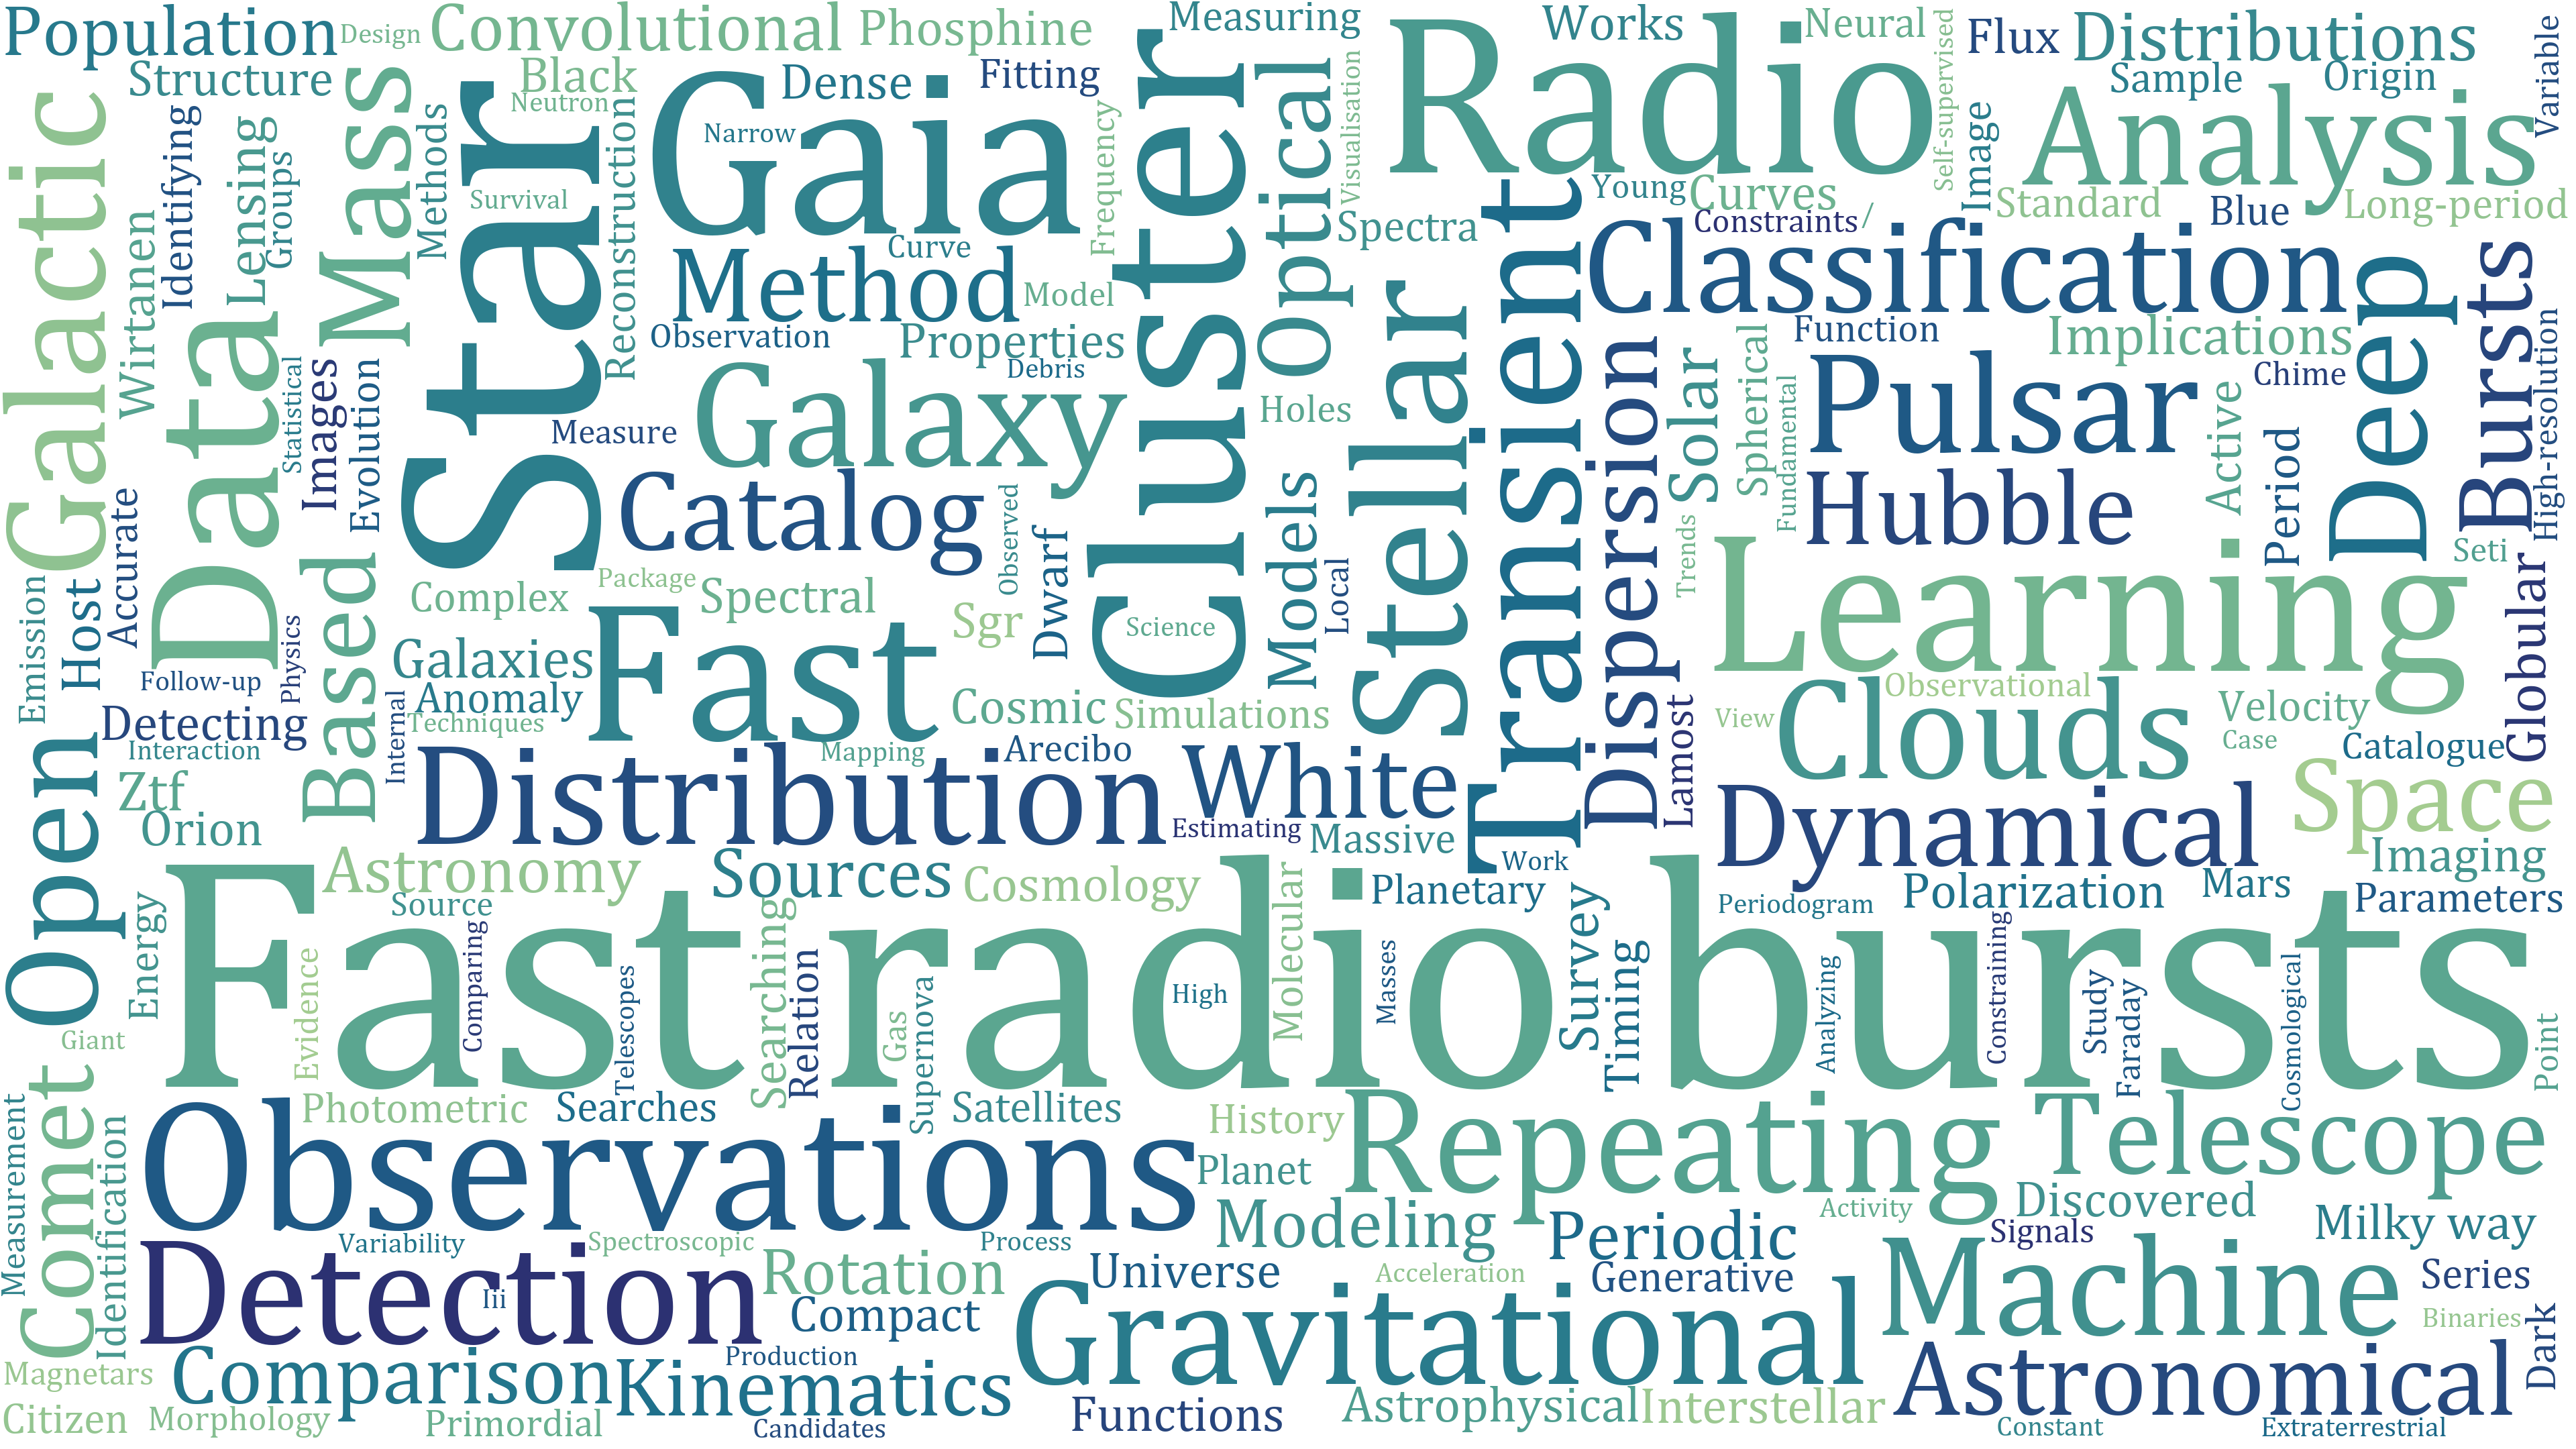 Population
Design
Convolutional
Phosphine
Measuring
Radio
Works
Neural
Self-supervised
Flux
Distributions
Variable
Structure
Mass
Black
Dense
Fitting
Optical
Visualisation
Sample
Origin
Galactic
Identifying
Lensing
Groups
Methods
Star
Neutron
Reconstruction
Gaia
Narrow
Frequency
Cluster
Image
Analysis
Survival
Young
Curves
Standard
Blue
Long-period
Wirtanen
Curve
Spectra
Transient
Constraints
/
Classification
Deep
Bursts
Data
Method
Model
Stellar
Observation
Properties
Function
Implications
High-resolution
Statistical
Images
Evolution
Debris
Dispersion
Solar
Spherical
Fundamental
Pulsar
Chime
Galaxy
Measure
Holes
Active
Period
Accurate
Catalog
Observed
Dwarf
Models
Local
Hubble
Trends
Seti
Emission
Host
Based
Complex
Package
Spectral
Sgr
Science
Learning
Globular
Physics
Fast
Galaxies
Follow-up
Internal
Anomaly
Techniques
Cosmic
Simulations
Lamost
Observational
View
Clouds
Velocity
Case
Open
Detecting
Interaction
Distribution
Mapping
Arecibo
White
Catalogue
Ztf
Orion
Estimating
Massive
Dynamical
Space
Astronomy
Sources
Cosmology
Work
Imaging
Source
Planetary
Periodogram
Polarization
Mars
Parameters
Energy
Evidence
Fast radio bursts
Comparing
Telescopes
Searching
Relation
Gas
Supernova
High
Molecular
Masses
Survey
Timing
Analyzing
Constraining
Study
Faraday
Cosmological
Point
Giant
Comet
Measurement
Identification
Photometric
Searches
Satellites
History
Repeating
Telescope
Observations
Planet
Activity
Discovered
Variability
Spectroscopic
Process
Modeling
Periodic
Signals
Milky way
Detection
Iii
Rotation
Universe
Acceleration
Generative
Machine
Series
Compact
Gravitational
Binaries
Dark
Magnetars
Comparison
Production
Kinematics
Astronomical
Citizen
Morphology
Primordial
Candidates
Functions
Astrophysical
Interstellar
Constant
Extraterrestrial